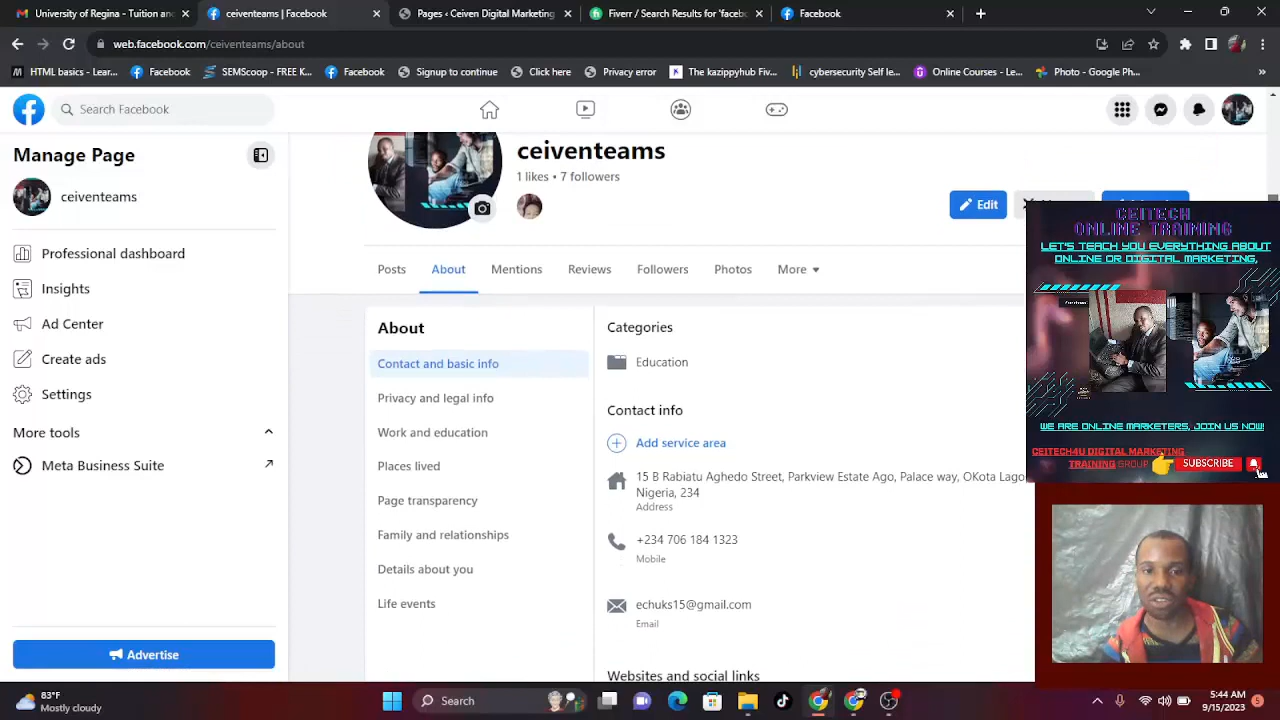 University of Regina - Tuition and
ceiventeams | Facebook
Pages ‹ Ceiven Digital Marketing
Fiverr / Search Results for 'faceb
Facebook
web.facebook.com/ceiventeams/about
HTML basics - Lear...
Facebook
SEMScoop - FREE K...
Facebook
Signup to continue
Click here
Privacy error
The kazippyhub Fiv...
cybersecurity Self le...
Online Courses - Le...
Photo - Google Ph...
Search Facebook
Manage Page
ceiventeams
Professional dashboard
Insights
Ad Center
Create ads
Settings
More tools
Meta Business Suite
Advertise
ceiventeams
1 likes • 7 followers
Edit
Posts
About
Mentions
Reviews
Followers
Photos
More
About
Contact and basic info
Privacy and legal info
Work and education
Places lived
Page transparency
Family and relationships
Details about you
Life events
Categories
Education
Contact info
Add service area
15 B Rabiatu Aghedo Street, Parkview Estate Ago, Palace way, OKota Lago
Nigeria, 234
Address
+234 706 184 1323
Mobile
echuks15@gmail.com
Email
Websites and social links
CEITECH
ONLINE TRAINING
LET'S TEACH YOU EVERYTHING ABOUT
ONLINE OR DIGITAL MARKETING,
WE ARE ONLINE MARKETERS, JOIN US NOW!
CEITECH4U DIGITAL MARKETING
TRAINING GROUP
SUBSCRIBE
83°F
Mostly cloudy
Search
5:44 AM
9/15/2023
5